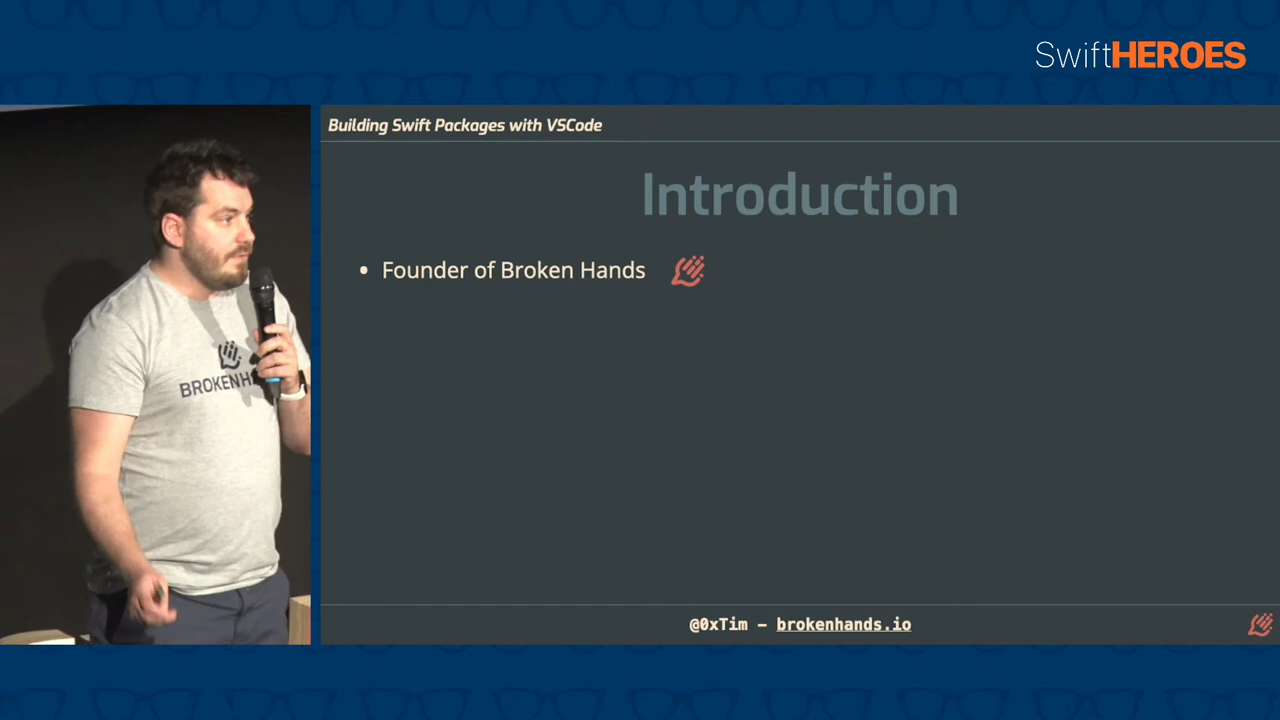 SwiftHEROES
Building Swift Packages with VSCode
Introduction
• Founder of Broken Hands
BROKENH
@0xTim – brokenhands.io